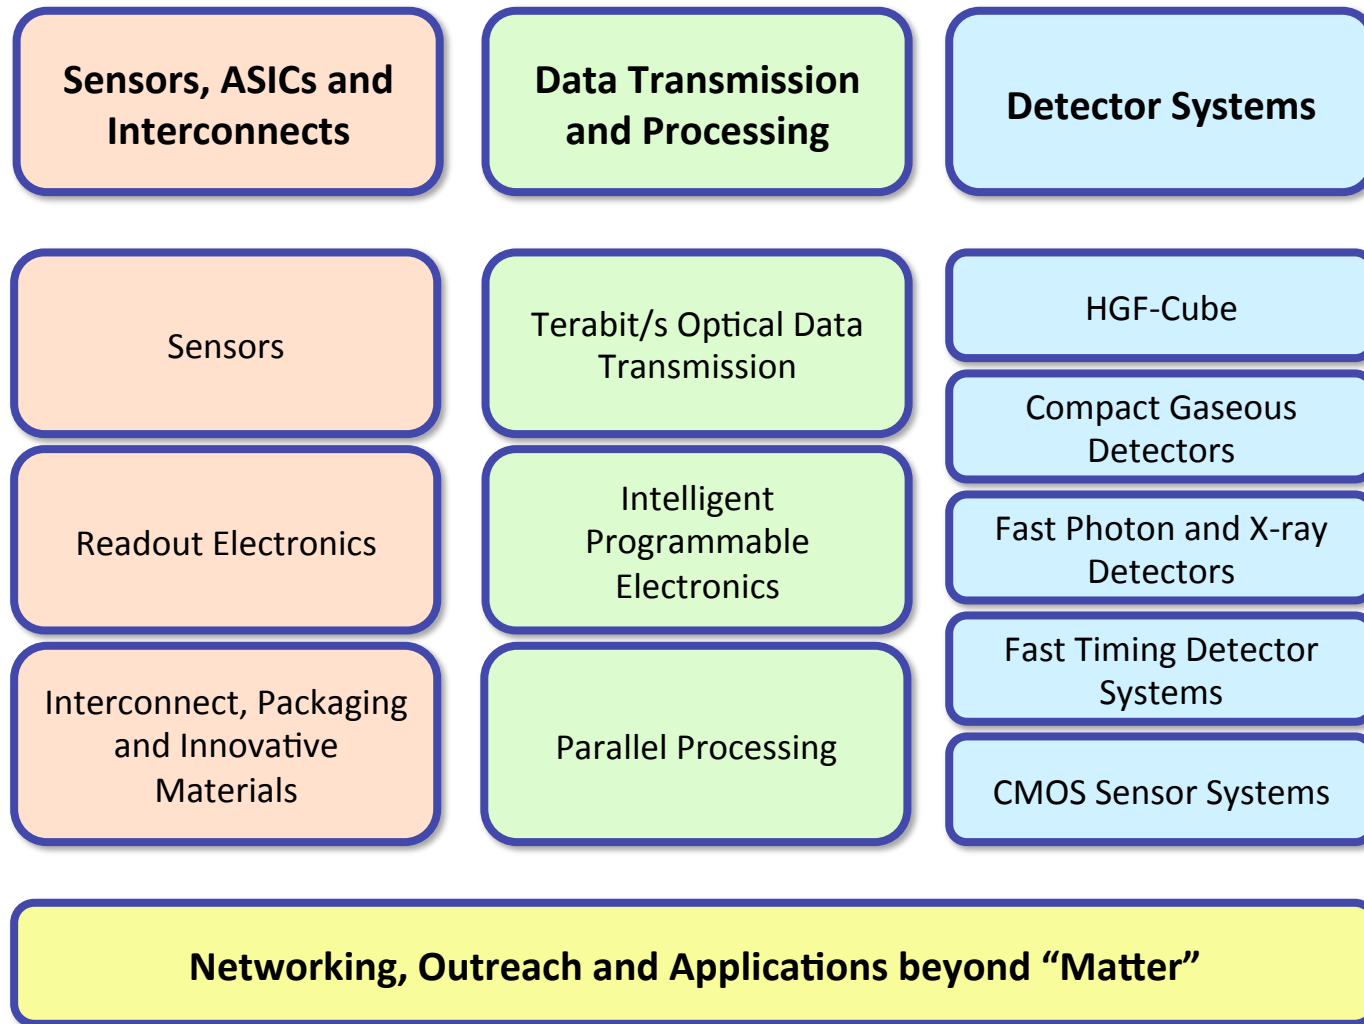 Sensors, ASICs and
Interconnects
Data Transmission
and Processing
Detector Systems
Sensors
Readout Electronics
Interconnect, Packaging
and Innovative
Materials
Terabit/s Optical Data
Transmission
Intelligent
Programmable
Electronics
Parallel Processing
HGF-Cube
Compact Gaseous
Detectors
Fast Photon and X-ray
Detectors
Fast Timing Detector
Systems
CMOS Sensor Systems
Networking, Outreach and Applications beyond “Matter”